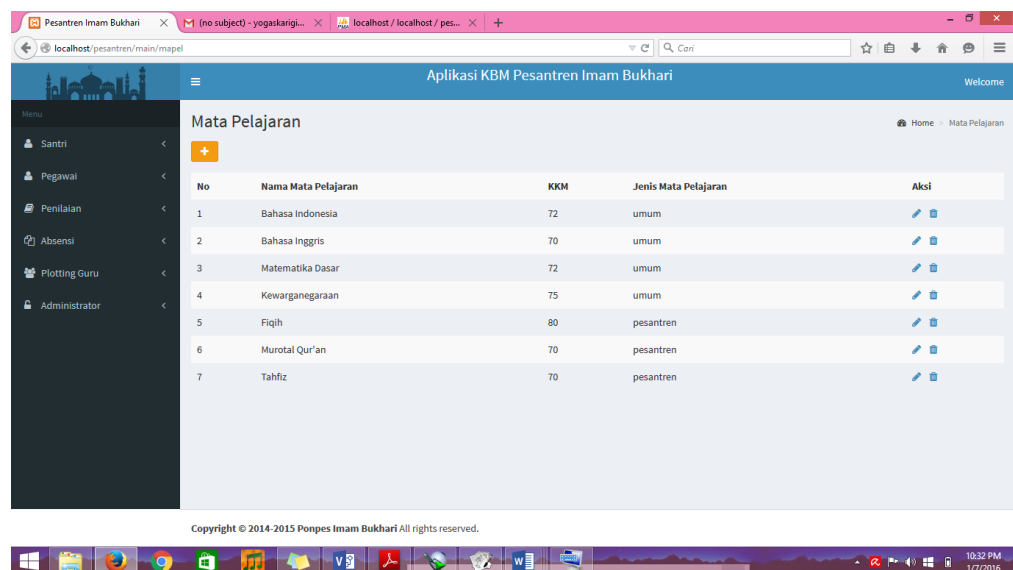 Pesantren Imam Bukhari
(no subject) - yogaskarigi...
localhost / localhost / pes...
localhost/pesantren/main/mapel
Cari
Aplikasi KBM Pesantren Imam Bukhari
Welcome
Menu
Santri
Pegawai
Penilaian
Absensi
Plotting Guru
Administrator
Mata Pelajaran
Home > Mata Pelajaran
No Nama Mata Pelajaran KKM Jenis Mata Pelajaran Aksi
1 Bahasa Indonesia 72 umum
2 Bahasa Inggris 70 umum
3 Matematika Dasar 72 umum
4 Kewarganegaraan 75 umum
5 Fiqih 80 pesantren
6 Murotal Qur'an 70 pesantren
7 Tahfiz 70 pesantren
Copyright © 2014-2015 Ponpes Imam Bukhari All rights reserved.
10:32 PM
1/7/2016